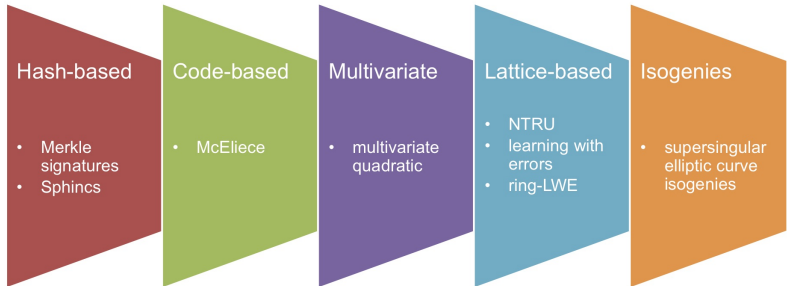 Hash-based
• Merkle
signatures
• Sphincs
Code-based
• McEliece
Multivariate
• multivariate
quadratic
Lattice-based
• NTRU
• learning with
errors
• ring-LWE
Isogenies
• supersingular
elliptic curve
isogenies